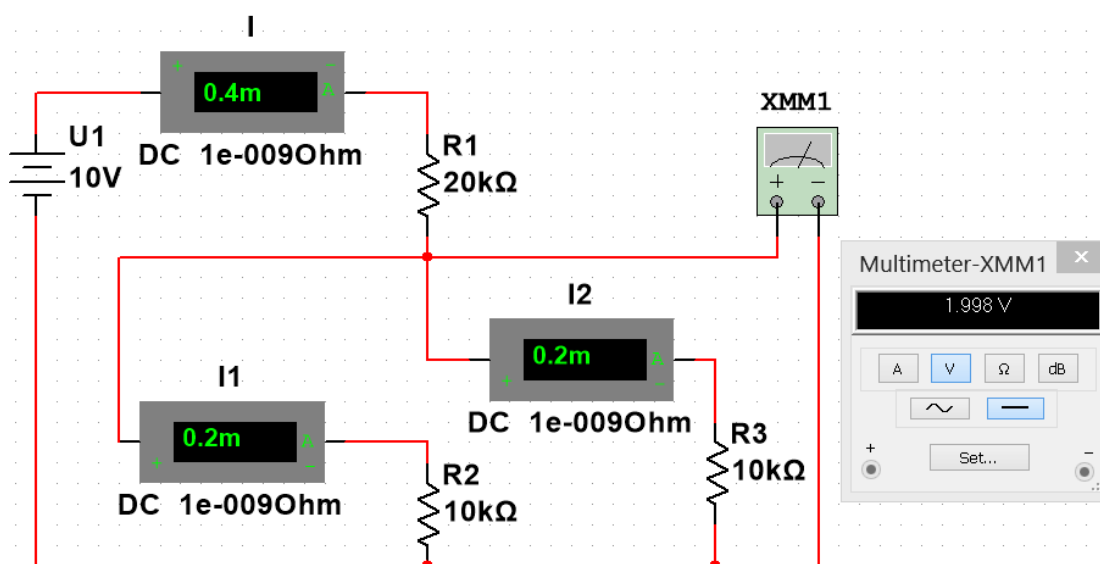 I
+ −
0.4m A
DC 1e-009Ohm
U1
10V
R1
20kΩ
XMM1
+ −
Multimeter-XMM1
1.998 V
A V Ω dB
+ −
Set...
I2
0.2m A
+ −
DC 1e-009Ohm
I1
0.2m A
+ −
DC 1e-009Ohm
R3
10kΩ
R2
10kΩ